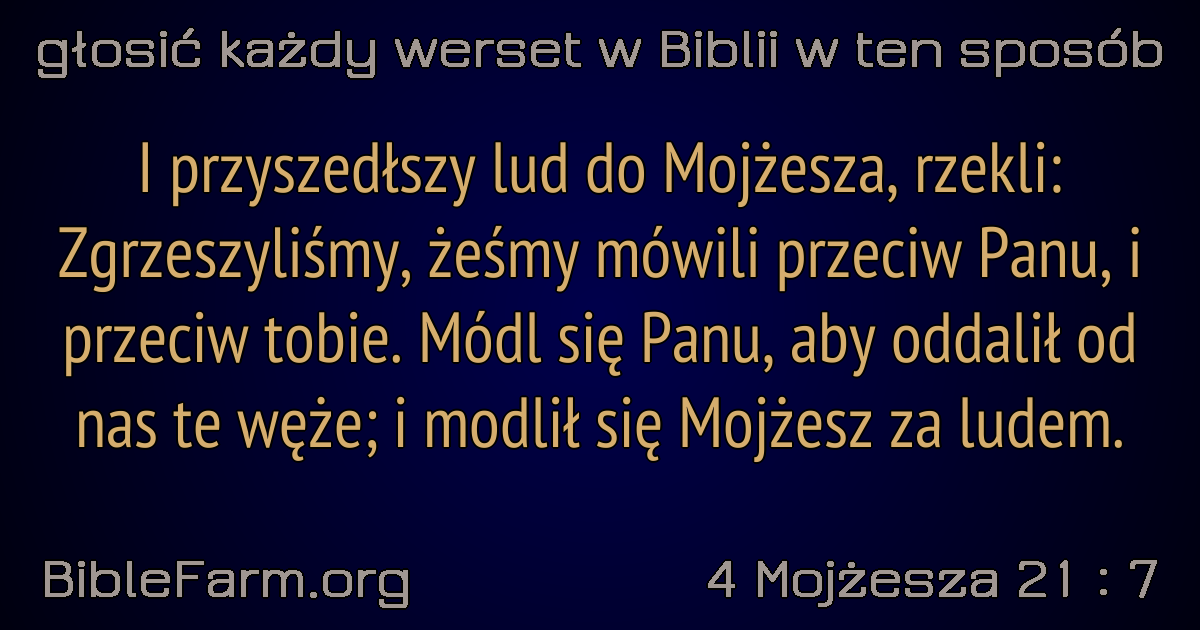 głosić każdy werset w Biblii w ten sposób
I przyszedłszy lud do Mojżesza, rzekli:
Zgrzeszyliśmy, żeśmy mówili przeciw Panu, i
przeciw tobie. Módl się Panu, aby oddalił od
nas te węże; i modlił się Mojżesz za ludem.
BibleFarm.org
4 Mojżesza 21 : 7